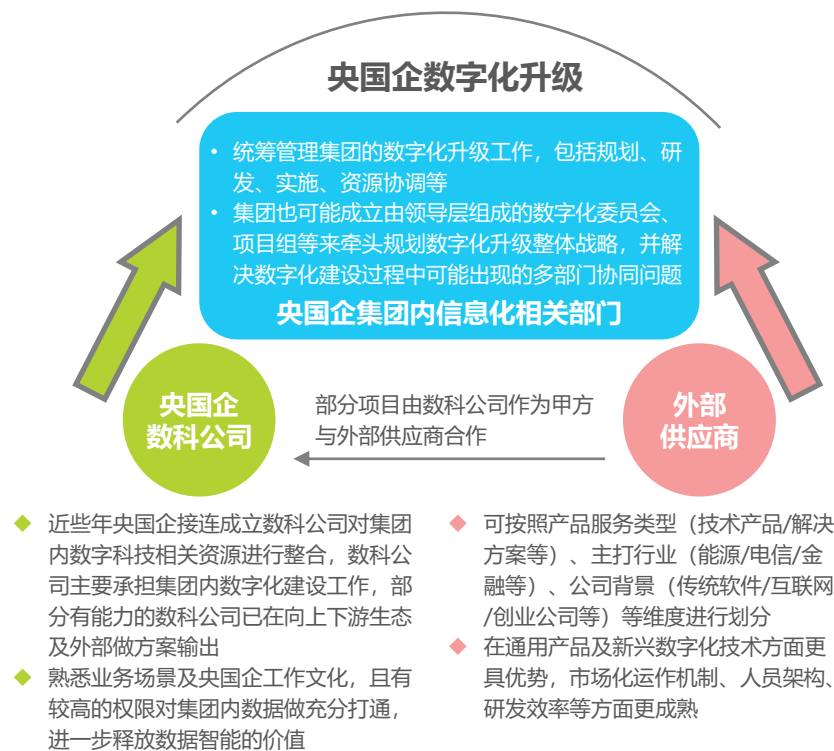 央国企数字化升级
• 统筹管理集团的数字化升级工作，包括规划、研
发、实施、资源协调等
• 集团也可能成立由领导层组成的数字化委员会、
项目组等来牵头规划数字化升级整体战略，并解
决数字化建设过程中可能出现的多部门协同问题
央国企集团内信息化相关部门
央国企
数科公司
部分项目由数科公司作为甲方
与外部供应商合作
外部
供应商
◆ 近些年央国企接连成立数科公司对集团
内数字科技相关资源进行整合，数科公
司主要承担集团内数字化建设工作，部
分有能力的数科公司已在向上下游生态
及外部做方案输出
◆ 熟悉业务场景及央国企工作文化，且有
较高的权限对集团内数据做充分打通，
进一步释放数据智能的价值
◆ 可按照产品服务类型（技术产品/解决
方案等）、主打行业（能源/电信/金
融等）、公司背景（传统软件/互联网
/创业公司等）等维度进行划分
◆ 在通用产品及新兴数字化技术方面更
具优势，市场化运作机制、人员架构、
研发效率等方面更成熟